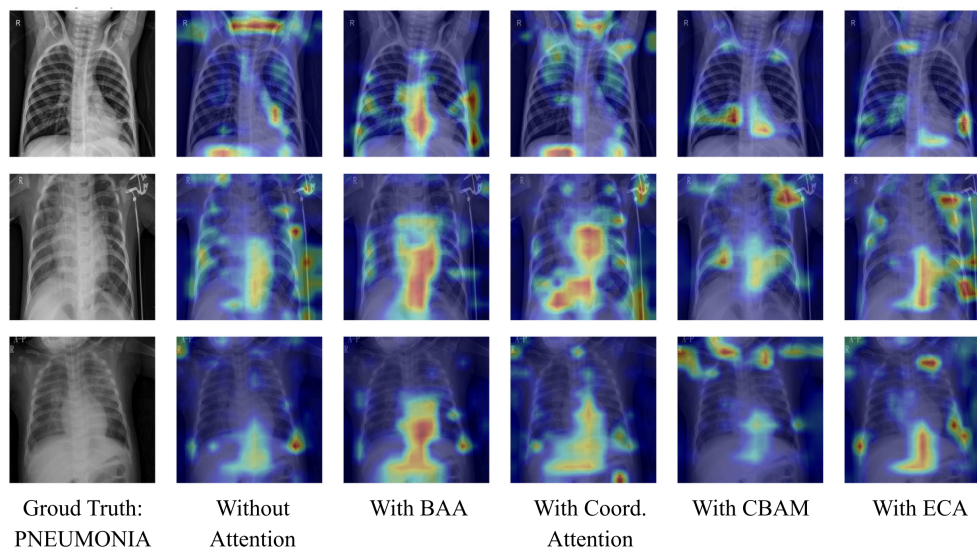 R
R
R
R
R
R
R
R
R
R
R
R
A-P
R
Groud Truth:
PNEUMONIA
Without
Attention
With BAA
With Coord.
Attention
With CBAM
With ECA